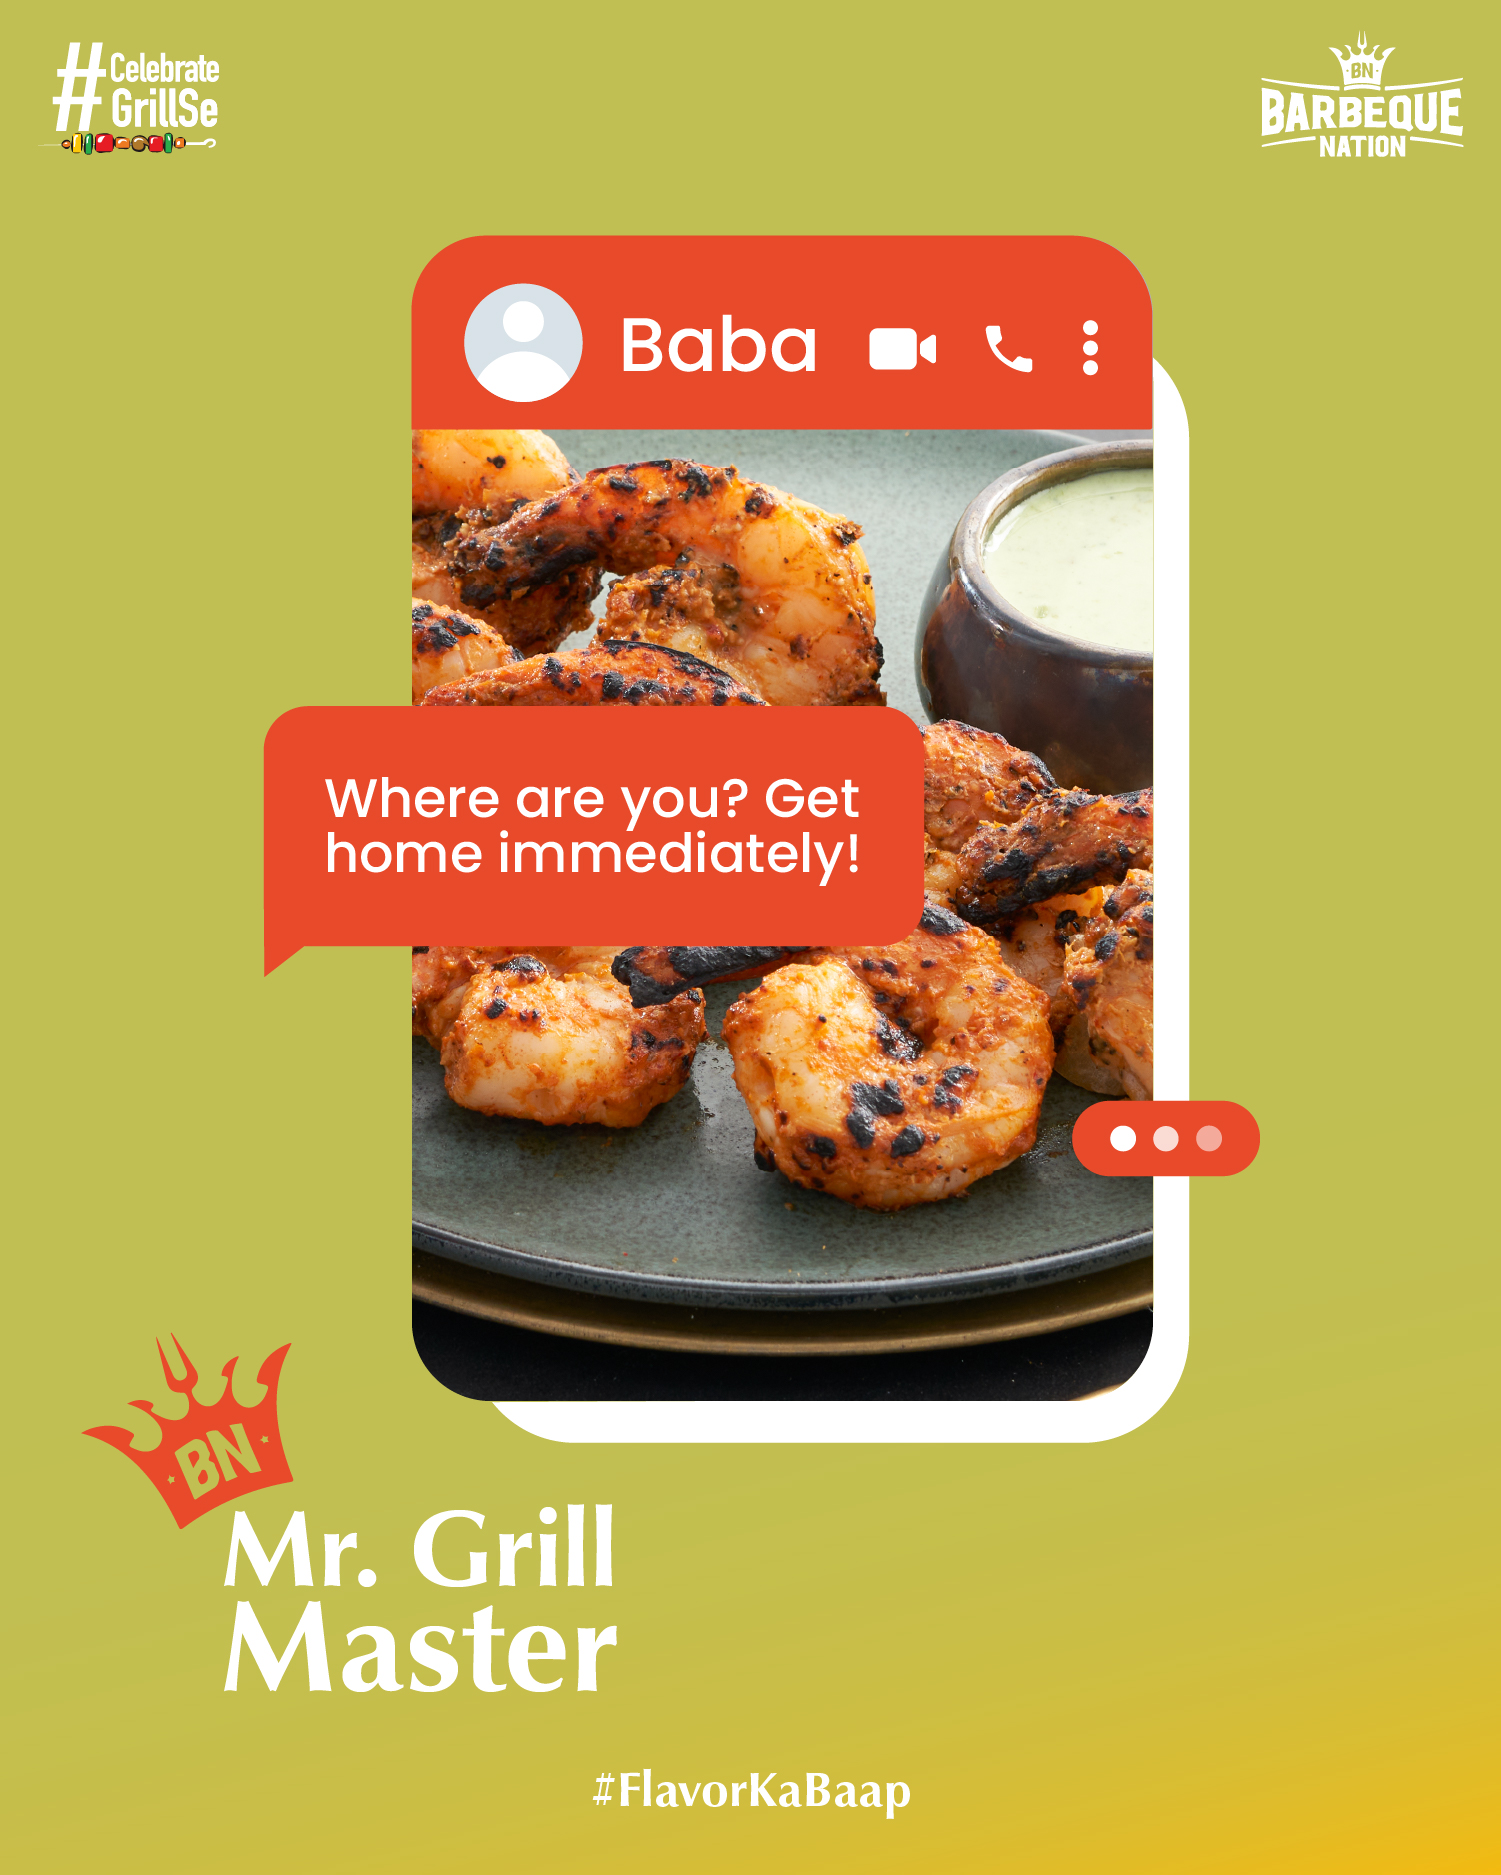 #Celebrate
GrillSe
BN
BARBEQUE
NATION
Baba
Where are you? Get
home immediately!
BN
Mr. Grill
Master
#FlavorKaBaap